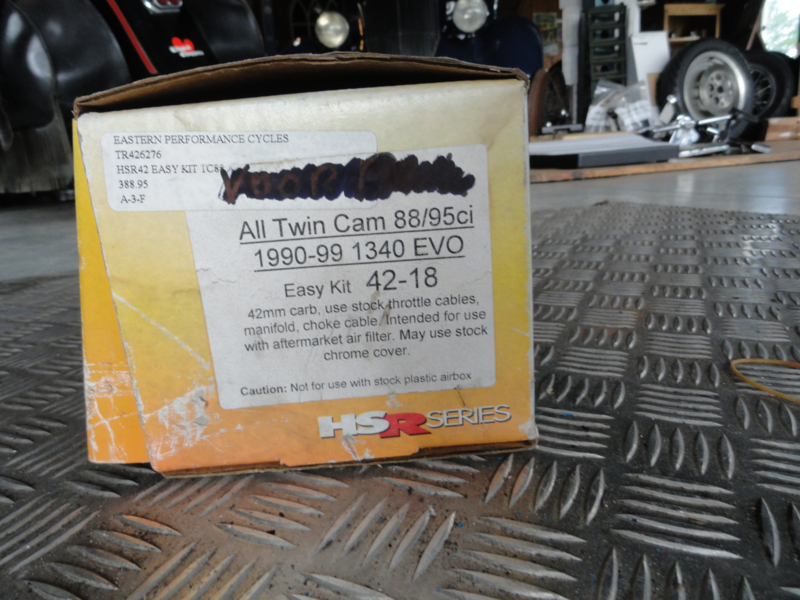 EASTERN PERFORMANCE CYCLES
TR426276
HSR42 EASY KIT TC88
388.95
A-3-F
All Twin Cam 88/95ci
1990-99 1340 EVO
Easy Kit 42-18
42mm carb, use stock throttle cables,
manifold, choke cable. Intended for use
with aftermarket air filter. May use stock
chrome cover.
Caution: Not for use with stock plastic airbox
HSR SERIES